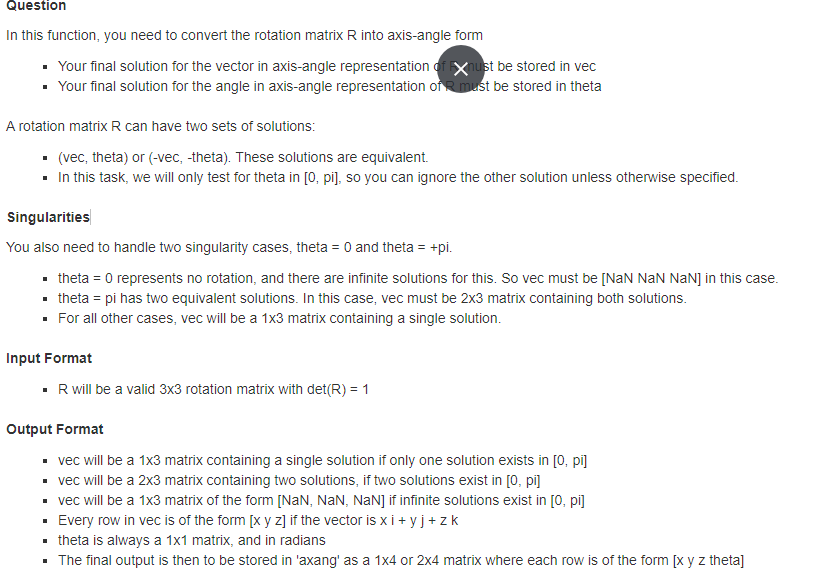 Question
In this function, you need to convert the rotation matrix R into axis-angle form
▪ Your final solution for the vector in axis-angle representation of must be stored in vec
▪ Your final solution for the angle in axis-angle representation of R must be stored in theta
A rotation matrix R can have two sets of solutions:
▪ (vec, theta) or (-vec, -theta). These solutions are equivalent.
▪ In this task, we will only test for theta in [0, pi], so you can ignore the other solution unless otherwise specified.
Singularities
You also need to handle two singularity cases, theta = 0 and theta = +pi.
▪ theta = 0 represents no rotation, and there are infinite solutions for this. So vec must be [NaN NaN NaN] in this case.
▪ theta = pi has two equivalent solutions. In this case, vec must be 2x3 matrix containing both solutions.
▪ For all other cases, vec will be a 1x3 matrix containing a single solution.
Input Format
▪ R will be a valid 3x3 rotation matrix with det(R) = 1
Output Format
▪ vec will be a 1x3 matrix containing a single solution if only one solution exists in [0, pi]
▪ vec will be a 2x3 matrix containing two solutions, if two solutions exist in [0, pi]
▪ vec will be a 1x3 matrix of the form [NaN, NaN, NaN] if infinite solutions exist in [0, pi]
▪ Every row in vec is of the form [x y z] if the vector is x i + y j + z k
▪ theta is always a 1x1 matrix, and in radians
▪ The final output is then to be stored in 'axang' as a 1x4 or 2x4 matrix where each row is of the form [x y z theta]